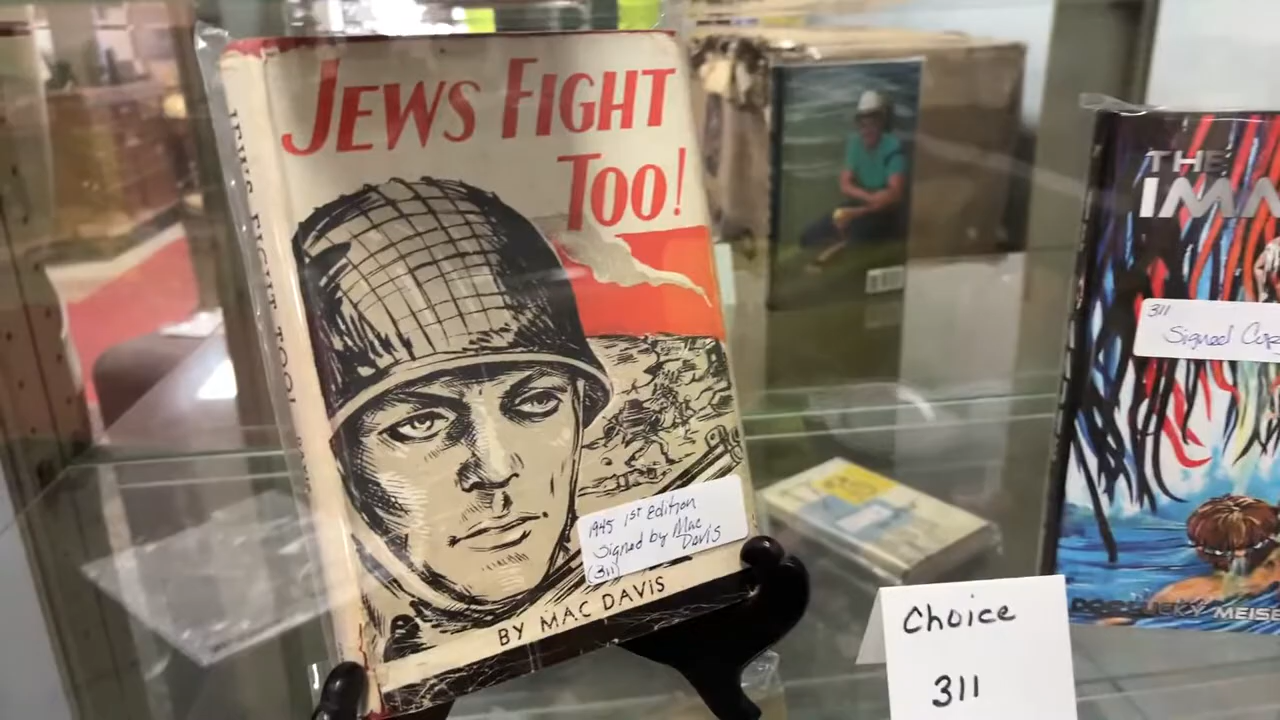 JEWS FIGHT
TOO!
1945 1st Edition
Signed by Mac
Davis
(311)
BY MAC DAVIS
JEWS FIGHT TOO!
THE
311
Signed
MEISE
Choice
311